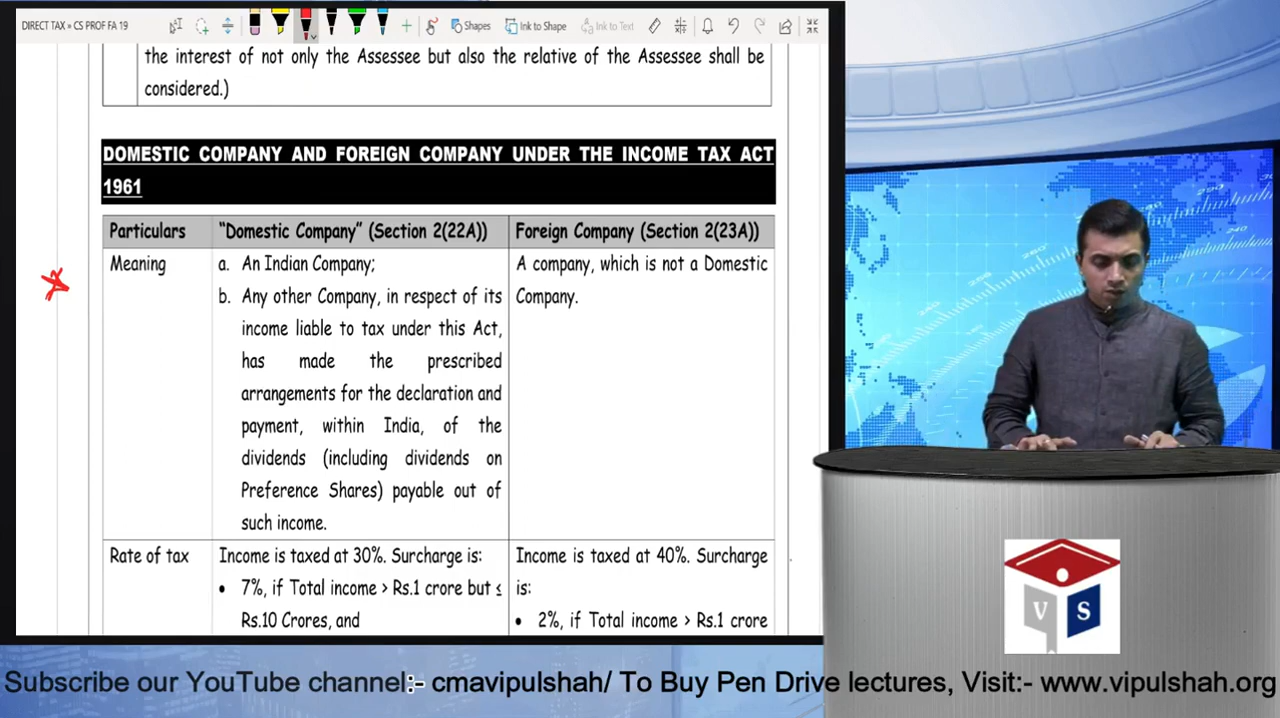 DIRECT TAX » CS PROF FA 19
Shapes
Ink to Shape
Ink to Text
the interest of not only the Assessee but also the relative of the Assessee shall be
considered.)
DOMESTIC COMPANY AND FOREIGN COMPANY UNDER THE INCOME TAX ACT
1961
Particulars
"Domestic Company" (Section 2(22A))
Foreign Company (Section 2(23A))
Meaning
a. An Indian Company;
b. Any other Company, in respect of its
income liable to tax under this Act,
has made the prescribed
arrangements for the declaration and
payment, within India, of the
dividends (including dividends on
Preference Shares) payable out of
such income.
A company, which is not a Domestic
Company.
Rate of tax
Income is taxed at 30%. Surcharge is:
• 7%, if Total income > Rs.1 crore but ≤
Rs.10 Crores, and
Income is taxed at 40%. Surcharge
is:
• 2%, if Total income > Rs.1 crore
V S
Subscribe our YouTube channel:- cmavipulshah/ To Buy Pen Drive lectures, Visit:- www.vipulshah.org